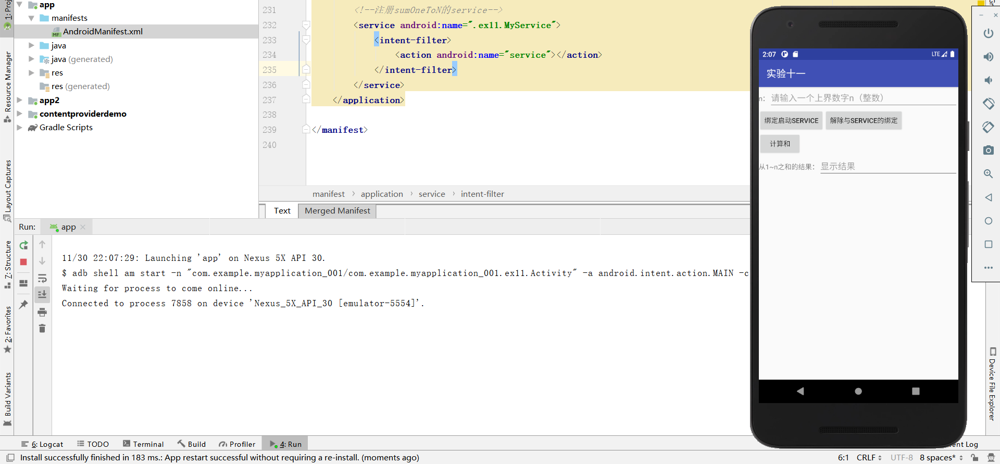 1: Proj
Resource Manager
Layout Captures
Z: Structure
2: Favorites
Build Variants
app
manifests
AndroidManifest.xml
java
java (generated)
res
res (generated)
app2
contentproviderdemo
Gradle Scripts
231 <!--注册sumOneToN的service-->
232 <service android:name=".ex11.MyService">
233 <intent-filter>
234 <action android:name="service"></action>
235 </intent-filter>
236 </service>
237 </application>
238
239 </manifest>
240
manifest › application › service › intent-filter
Text Merged Manifest
Run: app
11/30 22:07:29: Launching 'app' on Nexus 5X API 30.
$ adb shell am start -n "com.example.myapplication_001/com.example.myapplication_001.ex11.Activity" -a android.intent.action.MAIN -c
Waiting for process to come online...
Connected to process 7858 on device 'Nexus_5X_API_30 [emulator-5554]'.
2:07 LTE
实验十一
n: 请输入一个上界数字n（整数）
绑定启动SERVICE 解除与SERVICE的绑定
计算和
从1~n之和的结果： 显示结果
Gr
Device File Explorer
6: Logcat TODO Terminal Build Profiler 4: Run ent Log
Install successfully finished in 183 ms.: App restart successful without requiring a re-install. (moments ago) 6:1 CRLF UTF-8 8 spaces*